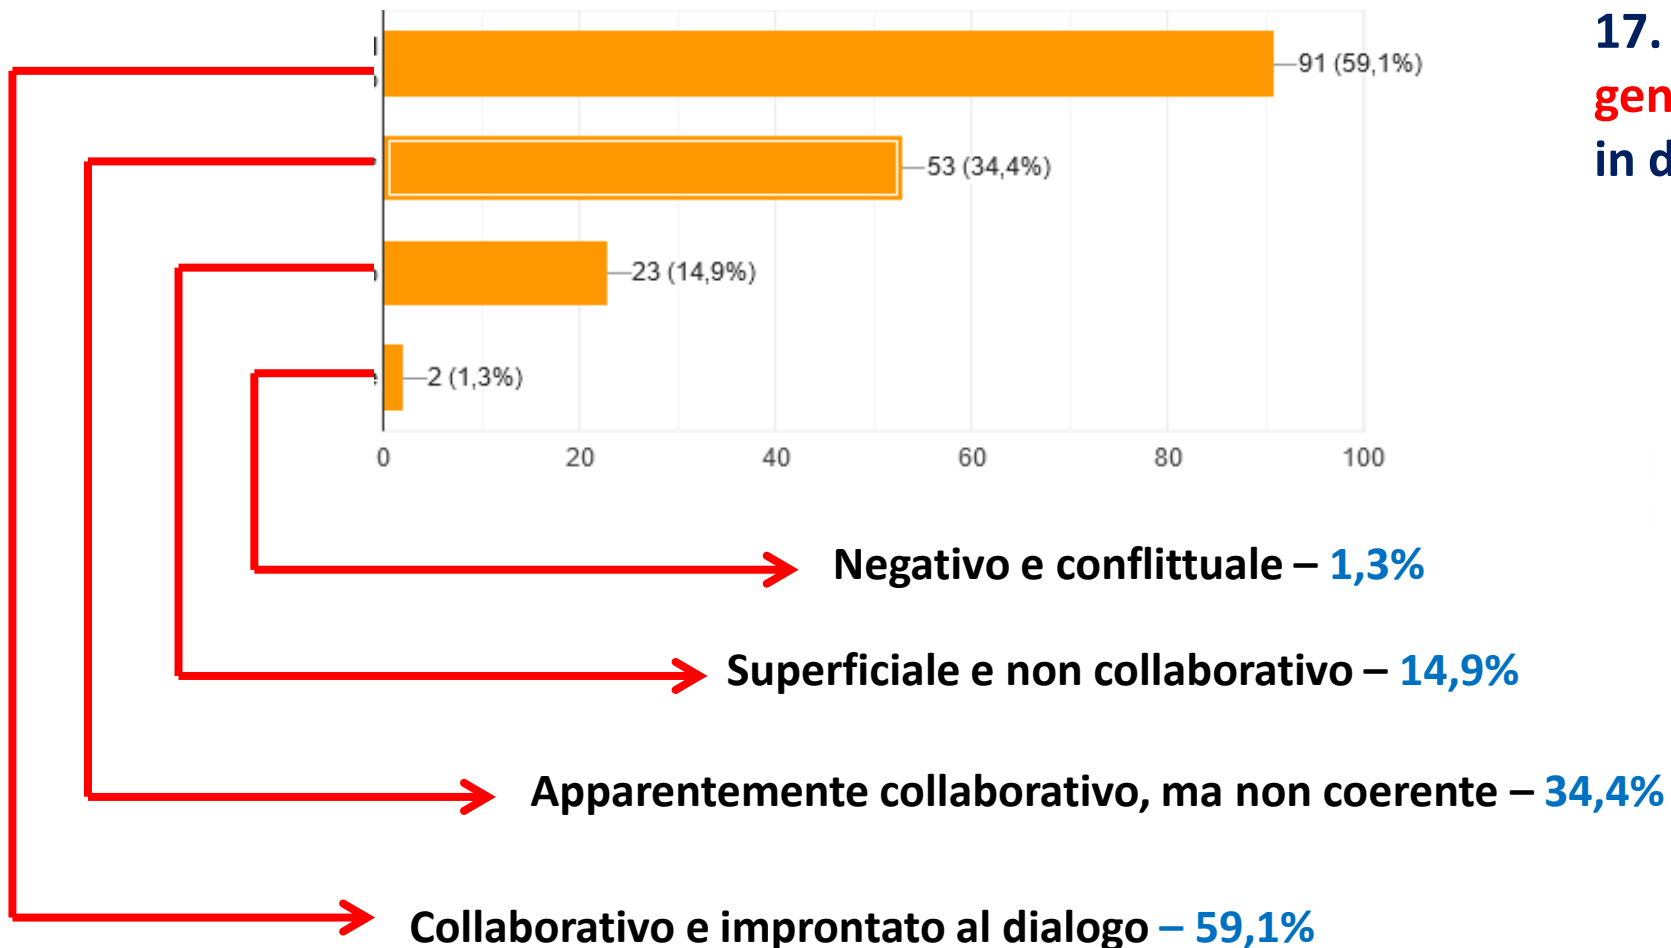 91 (59,1%)
53 (34,4%)
23 (14,9%)
2 (1,3%)
0 20 40 60 80 100
17.
gen
in d
Negativo e conflittuale – 1,3%
Superficiale e non collaborativo – 14,9%
Apparentemente collaborativo, ma non coerente – 34,4%
Collaborativo e improntato al dialogo – 59,1%